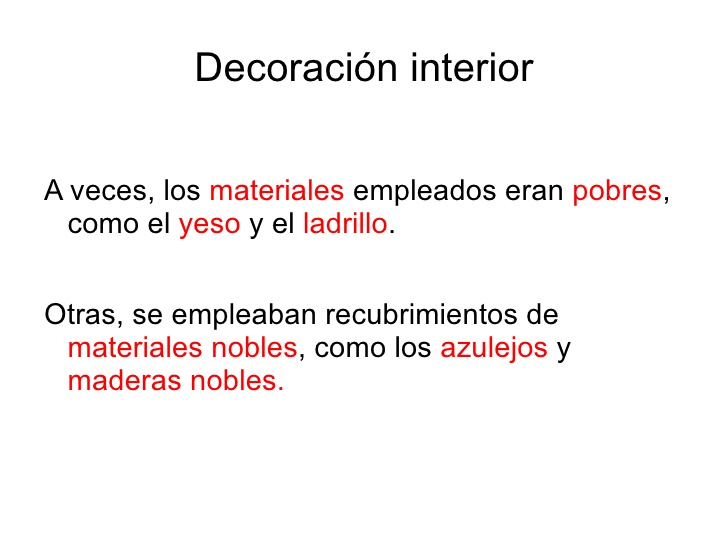 Decoración interior
A veces, los materiales empleados eran pobres,
como el yeso y el ladrillo.
Otras, se empleaban recubrimientos de
materiales nobles, como los azulejos y
maderas nobles.